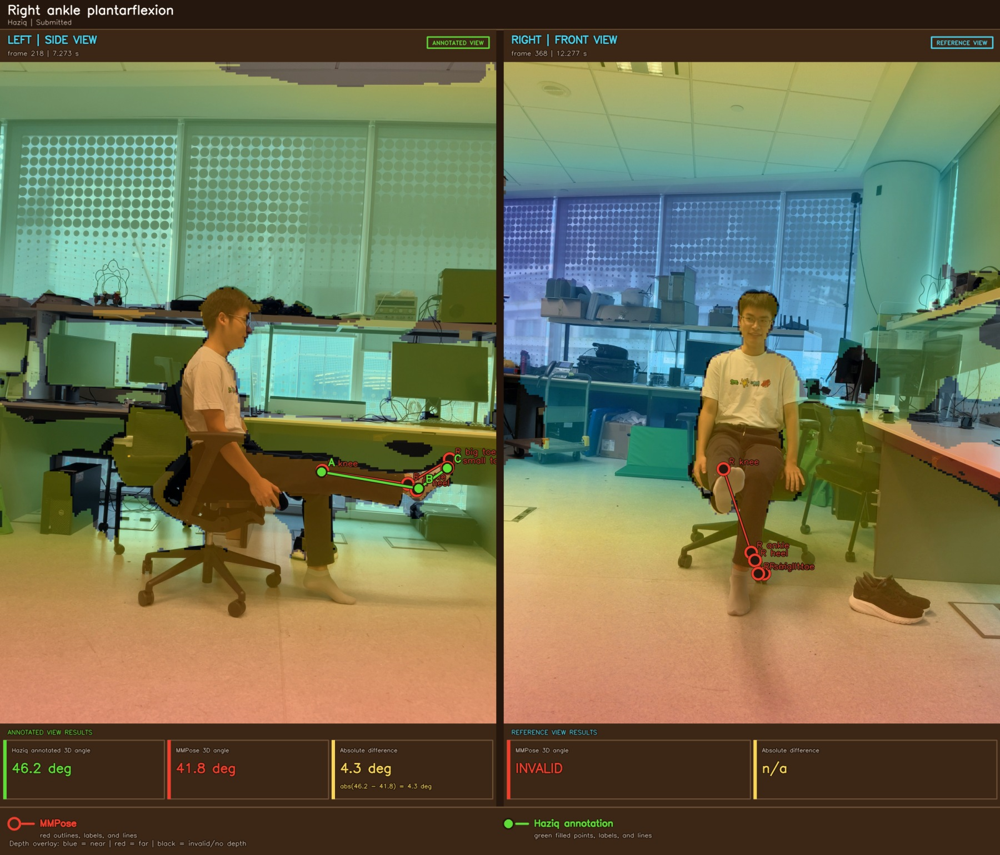 Right ankle plantarflexion
Haziq | Submitted
LEFT | SIDE VIEW
frame 218 | 7.273 s
ANNOTATED VIEW
RIGHT | FRONT VIEW
frame 368 | 12.277 s
REFERENCE VIEW
A knee
R big toe
C small to
B
heel
R knee
R ankle
R heel
ANNOTATED VIEW RESULTS
Haziq annotated 3D angle
46.2 deg
MMPose 3D angle
41.8 deg
Absolute difference
4.3 deg
abs(46.2 - 41.8) = 4.3 deg
REFERENCE VIEW RESULTS
MMPose 3D angle
INVALID
Absolute difference
n/a
MMPose
red outlines, labels, and lines
Depth overlay: blue = near | red = far | black = invalid/no depth
Haziq annotation
green filled points, labels, and lines